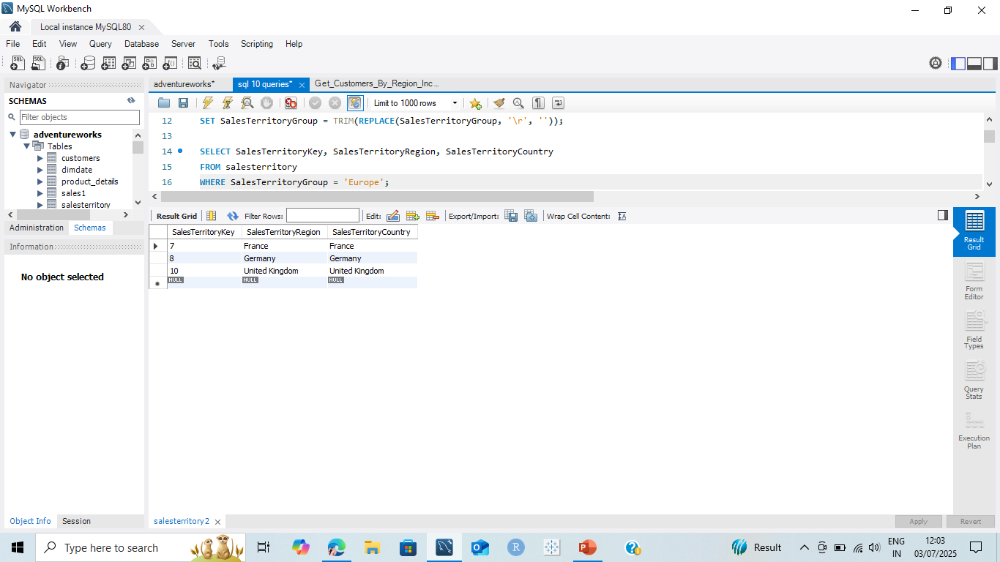 MySQL Workbench
Local instance MySQL80
File Edit View Query Database Server Tools Scripting Help
Navigator
SCHEMAS
Filter objects
adventureworks
Tables
customers
dimdate
product_details
sales1
salesterritory
Administration Schemas
Information
No object selected
Object Info Session
adventureworks* sql 10 queries* Get_Customers_By_Region_Inc...
Limit to 1000 rows
12 SET SalesTerritoryGroup = TRIM(REPLACE(SalesTerritoryGroup, '\r', ''));
13
14 SELECT SalesTerritoryKey, SalesTerritoryRegion, SalesTerritoryCountry
15 FROM salesterritory
16 WHERE SalesTerritoryGroup = 'Europe';
Result Grid Filter Rows: Edit: Export/Import: Wrap Cell Content:
SalesTerritoryKey SalesTerritoryRegion SalesTerritoryCountry
7 France France
8 Germany Germany
10 United Kingdom United Kingdom
NULL NULL NULL
Result
Grid
Form
Editor
Field
Types
Query
Stats
Execution
Plan
salesterritory2
Apply Revert
Type here to search
Result
ENG
IN
12:03
03/07/2025